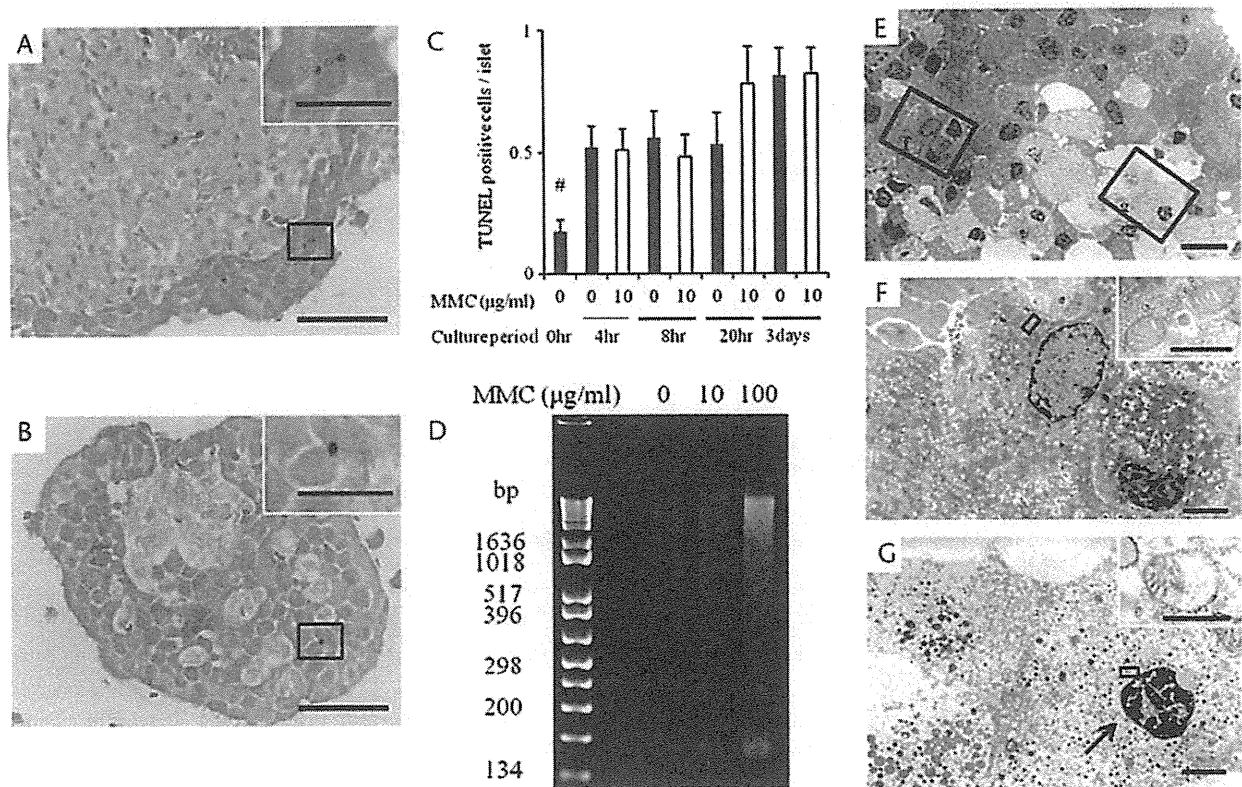 A
B
C
1
0.5
0
#
TUNEL positive cells / islet
MMC (µg/ml) 0 0 10 0 10 0 10 0 10
Cultureperiod 0hr 4hr 8hr 20hr 3days
MMC (µg/ml) 0 10 100
D
bp
1636
1018
517
396
298
200
134
E
F
G